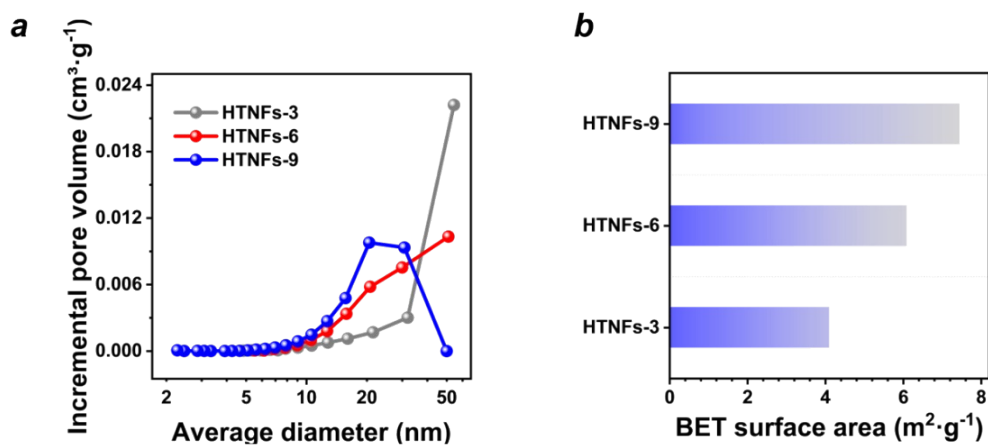 a
Incremental pore volume (cm³·g⁻¹)
0.024
0.018
0.012
0.006
0.000
HTNFs-3
HTNFs-6
HTNFs-9
2
5
10
20
50
Average diameter (nm)
b
HTNFs-9
HTNFs-6
HTNFs-3
0
2
4
6
8
BET surface area (m²·g⁻¹)